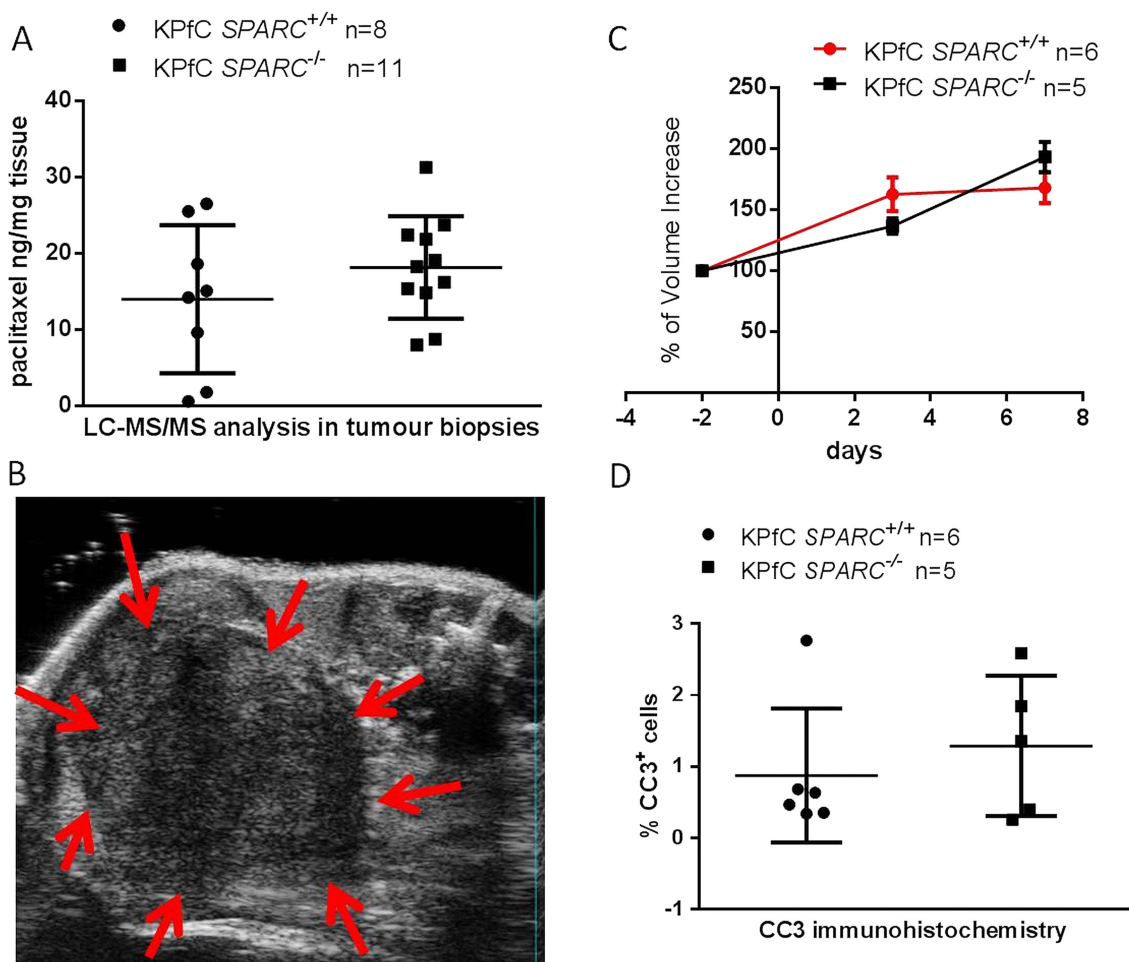 A
KPfC SPARC+/+ n=8
KPfC SPARC-/- n=11
paclitaxel ng/mg tissue
40
30
20
10
0
LC-MS/MS analysis in tumour biopsies
B
C
KPfC SPARC+/+ n=6
KPfC SPARC-/- n=5
% of Volume Increase
250
200
150
100
50
-4 -2 0 2 4 6 8
days
D
KPfC SPARC+/+ n=6
KPfC SPARC-/- n=5
% CC3+ cells
3
2
1
0
-1
CC3 immunohistochemistry